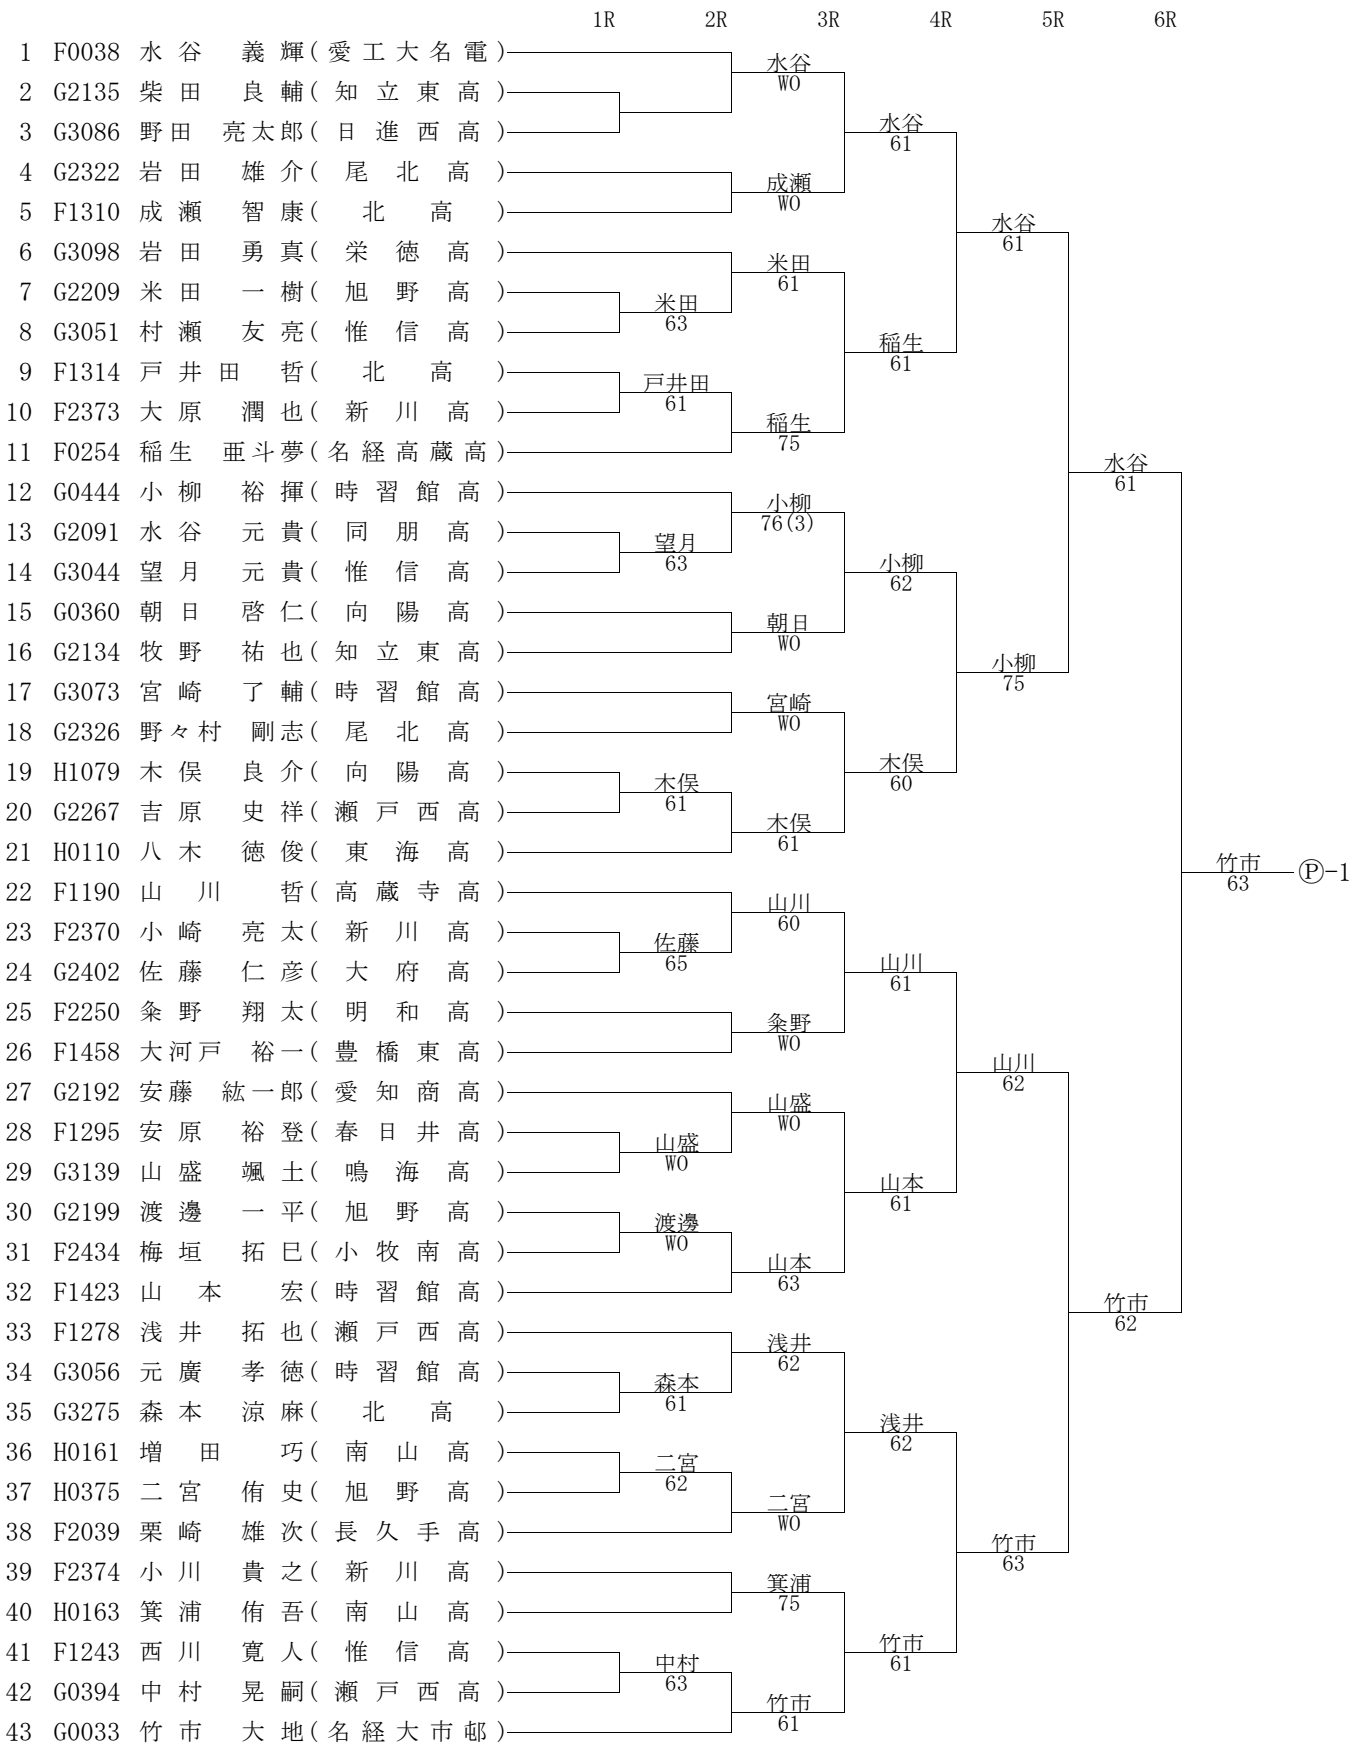 1R 2R 3R 4R 5R 6R
1 F0038 水谷 義輝(愛工大名電)
水谷
WO
2 G2135 柴田 良輔(知立東高)
3 G3086 野田 亮太郎(日進西高)
水谷
61
4 G2322 岩田 雄介(尾北高)
成瀬
WO
5 F1310 成瀬 智康(北高)
水谷
61
6 G3098 岩田 勇真(栄徳高)
米田
61
7 G2209 米田 一樹(旭野高)
米田
63
8 G3051 村瀬 友亮(惟信高)
稲生
61
9 F1314 戸井田 哲(北高)
戸井田
61
10 F2373 大原 潤也(新川高)
稲生
75
11 F0254 稲生 亜斗夢(名経高蔵高)
水谷
61
12 G0444 小柳 裕揮(時習館高)
小柳
76(3)
13 G2091 水谷 元貴(同朋高)
望月
63
14 G3044 望月 元貴(惟信高)
小柳
62
15 G0360 朝日 啓仁(向陽高)
朝日
WO
16 G2134 牧野 祐也(知立東高)
小柳
75
17 G3073 宮崎 了輔(時習館高)
宮崎
WO
18 G2326 野々村 剛志(尾北高)
木俣
60
19 H1079 木俣 良介(向陽高)
木俣
61
20 G2267 吉原 史祥(瀬戸西高)
木俣
61
21 H0110 八木 徳俊(東海高)
竹市
63
Ⓟ-1
22 F1190 山川 哲(高蔵寺高)
山川
60
23 F2370 小崎 亮太(新川高)
佐藤
65
24 G2402 佐藤 仁彦(大府高)
山川
61
25 F2250 粂野 翔太(明和高)
粂野
WO
26 F1458 大河戸 裕一(豊橋東高)
山川
62
27 G2192 安藤 紘一郎(愛知商高)
山盛
WO
28 F1295 安原 裕登(春日井高)
山盛
WO
29 G3139 山盛 颯土(鳴海高)
山本
61
30 G2199 渡邊 一平(旭野高)
渡邊
WO
31 F2434 梅垣 拓巳(小牧南高)
山本
63
32 F1423 山本 宏(時習館高)
竹市
62
33 F1278 浅井 拓也(瀬戸西高)
浅井
62
34 G3056 元廣 孝徳(時習館高)
森本
61
35 G3275 森本 涼麻(北高)
浅井
62
36 H0161 増田 巧(南山高)
二宮
62
37 H0375 二宮 侑史(旭野高)
二宮
WO
38 F2039 栗崎 雄次(長久手高)
竹市
63
39 F2374 小川 貴之(新川高)
箕浦
75
40 H0163 箕浦 侑吾(南山高)
竹市
61
41 F1243 西川 寛人(惟信高)
中村
63
42 G0394 中村 晃嗣(瀬戸西高)
竹市
61
43 G0033 竹市 大地(名経大市邨)